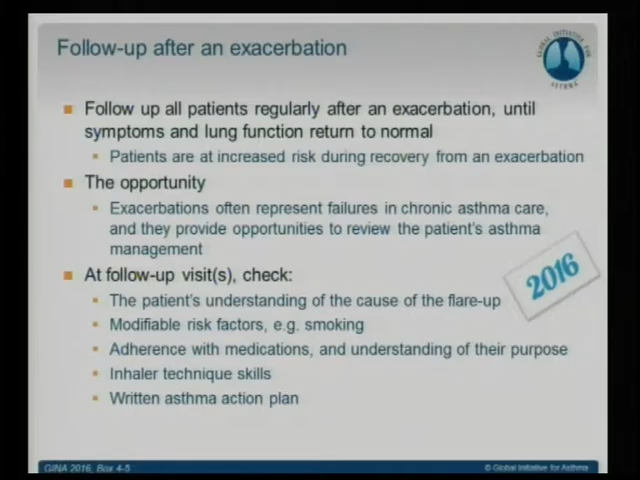 Follow-up after an exacerbation
GLOBAL INITIATIVE FOR
ASTHMA
Follow up all patients regularly after an exacerbation, until
symptoms and lung function return to normal
Patients are at increased risk during recovery from an exacerbation
The opportunity
Exacerbations often represent failures in chronic asthma care,
and they provide opportunities to review the patient's asthma
management
2016
At follow-up visit(s), check:
The patient's understanding of the cause of the flare-up
Modifiable risk factors, e.g. smoking
Adherence with medications, and understanding of their purpose
Inhaler technique skills
Written asthma action plan
GINA 2016, Box 4-5
© Global Initiative for Asthma